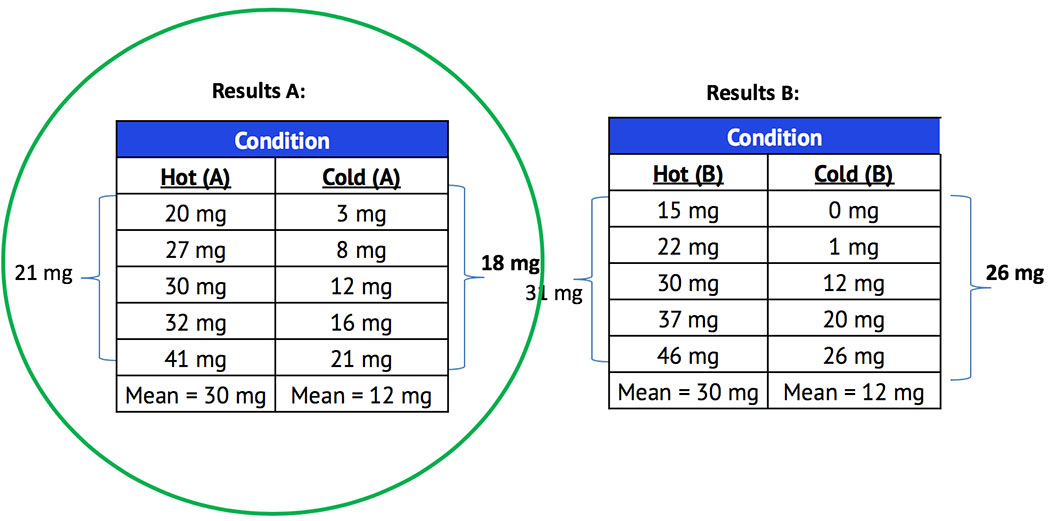 Results A:
Condition
Hot (A) Cold (A)
20 mg 3 mg
27 mg 8 mg
30 mg 12 mg
32 mg 16 mg
41 mg 21 mg
Mean = 30 mg Mean = 12 mg
21 mg
18 mg
Results B:
Condition
Hot (B) Cold (B)
15 mg 0 mg
22 mg 1 mg
30 mg 12 mg
37 mg 20 mg
46 mg 26 mg
Mean = 30 mg Mean = 12 mg
31 mg
26 mg